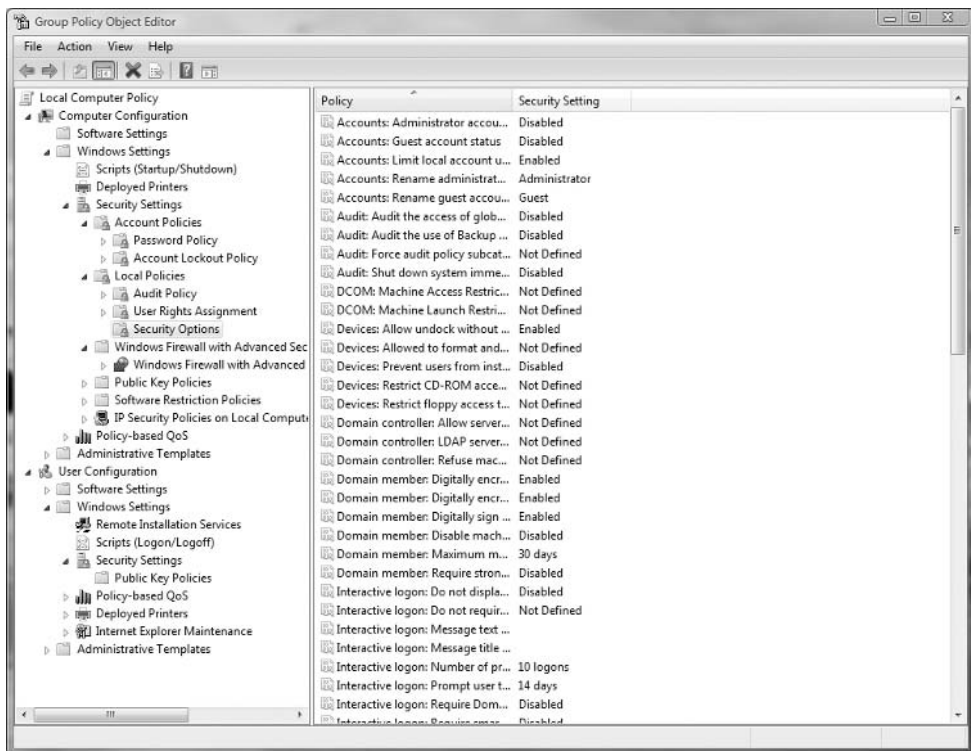 Group Policy Object Editor
File Action View Help
Local Computer Policy
Computer Configuration
Software Settings
Windows Settings
Scripts (Startup/Shutdown)
Deployed Printers
Security Settings
Account Policies
Password Policy
Account Lockout Policy
Local Policies
Audit Policy
User Rights Assignment
Security Options
Windows Firewall with Advanced Sec
Windows Firewall with Advanced
Public Key Policies
Software Restriction Policies
IP Security Policies on Local Compute
Policy-based QoS
Administrative Templates
User Configuration
Software Settings
Windows Settings
Remote Installation Services
Scripts (Logon/Logoff)
Security Settings
Public Key Policies
Policy-based QoS
Deployed Printers
Internet Explorer Maintenance
Administrative Templates
Policy Security Setting
Accounts: Administrator accou... Disabled
Accounts: Guest account status Disabled
Accounts: Limit local account u... Enabled
Accounts: Rename administrat... Administrator
Accounts: Rename guest accou... Guest
Audit: Audit the access of glob... Disabled
Audit: Audit the use of Backup ... Disabled
Audit: Force audit policy subcat... Not Defined
Audit: Shut down system imme... Disabled
DCOM: Machine Access Restric... Not Defined
DCOM: Machine Launch Restri... Not Defined
Devices: Allow undock without ... Enabled
Devices: Allowed to format and... Not Defined
Devices: Prevent users from inst... Disabled
Devices: Restrict CD-ROM acce... Not Defined
Devices: Restrict floppy access t... Not Defined
Domain controller: Allow server... Not Defined
Domain controller: LDAP server... Not Defined
Domain controller: Refuse mac... Not Defined
Domain member: Digitally encr... Enabled
Domain member: Digitally encr... Enabled
Domain member: Digitally sign ... Enabled
Domain member: Disable mach... Disabled
Domain member: Maximum m... 30 days
Domain member: Require stron... Disabled
Interactive logon: Do not displa... Disabled
Interactive logon: Do not requir... Not Defined
Interactive logon: Message text ...
Interactive logon: Message title ...
Interactive logon: Number of pr... 10 logons
Interactive logon: Prompt user t... 14 days
Interactive logon: Require Dom... Disabled
Interactive logon: Require smar... Disabled